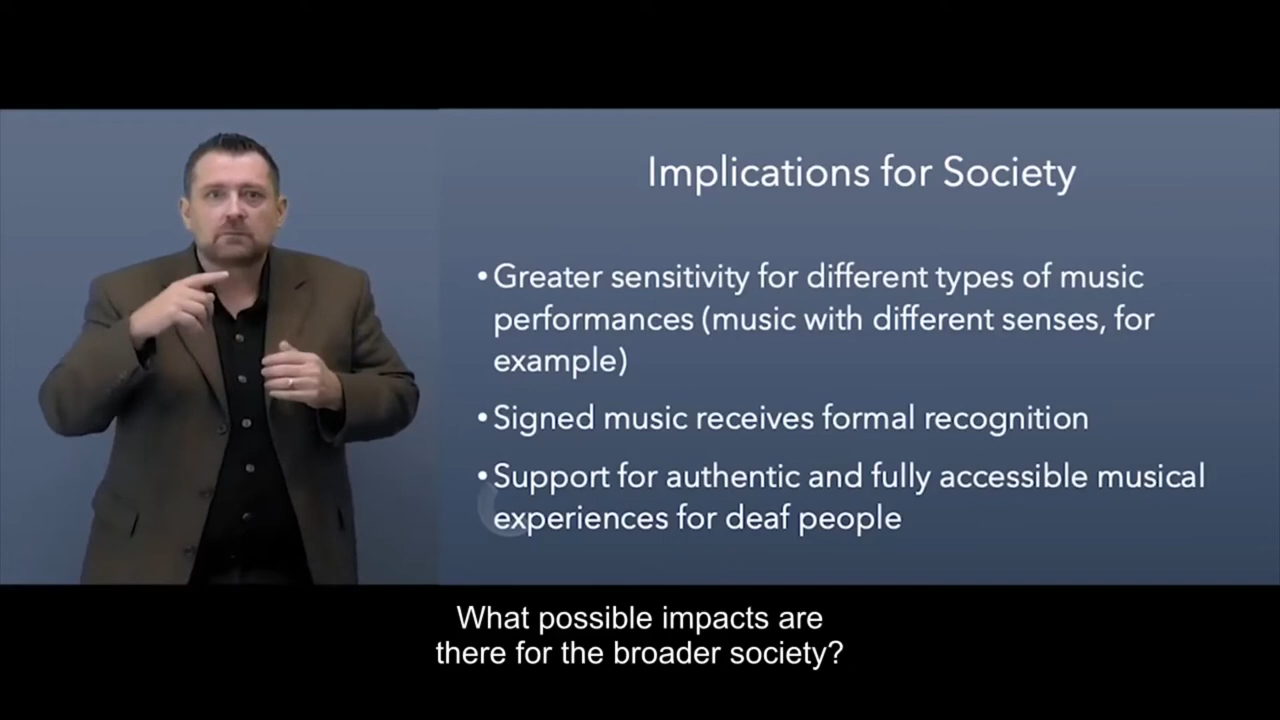 Implications for Society
•Greater sensitivity for different types of music
performances (music with different senses, for
example)
•Signed music receives formal recognition
•Support for authentic and fully accessible musical
experiences for deaf people
What possible impacts are
there for the broader society?